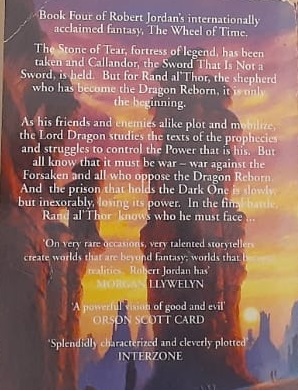 Book Four of Robert Jordan's internationally
acclaimed fantasy, The Wheel of Time.
The Stone of Tear, fortress of legend, has been
taken and Callandor, the Sword That Is Not a
Sword, is held. But for Rand al'Thor, the shepherd
who has become the Dragon Reborn, it is only
the beginning.
As his friends and enemies alike plot and mobilize,
the Lord Dragon studies the texts of the prophecies
and struggles to control the Power that is his. But
all know that it must be war – war against the
Forsaken and all who oppose the Dragon Reborn.
And the prison that holds the Dark One is slowly,
but inexorably, losing its power. In the final battle,
Rand al'Thor knows who he must face ...
'On very rare occasions, very talented storytellers
create worlds that are beyond fantasy; worlds that become
realities. Robert Jordan has'
MORGAN LLYWELYN
'A powerful vision of good and evil'
ORSON SCOTT CARD
'Splendidly characterized and cleverly plotted'
INTERZONE